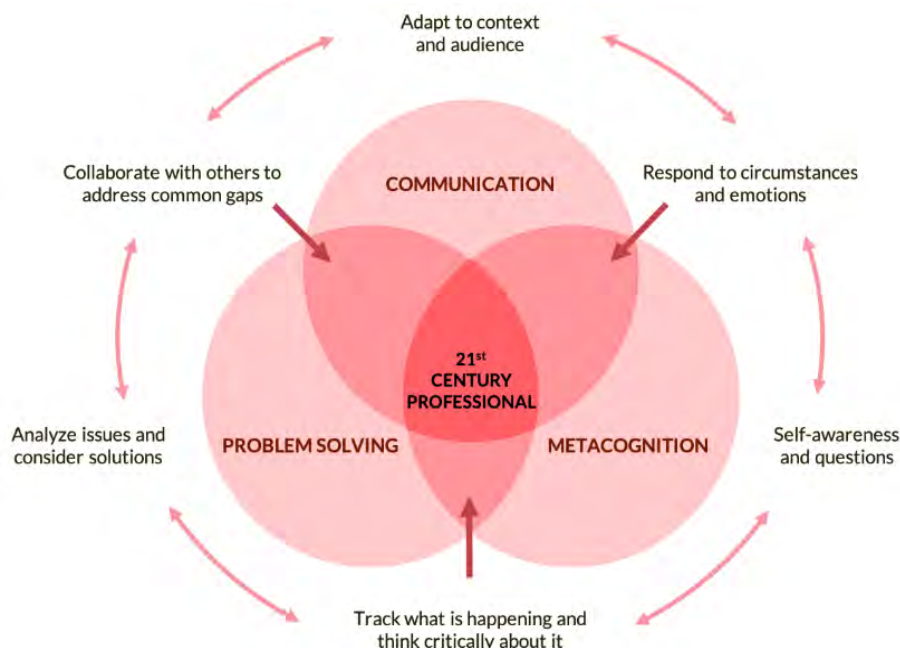 Adapt to context
and audience
Collaborate with others to
address common gaps
COMMUNICATION
Respond to circumstances
and emotions
21st
CENTURY
PROFESSIONAL
Analyze issues and
consider solutions
PROBLEM SOLVING
METACOGNITION
Self-awareness
and questions
Track what is happening and
think critically about it